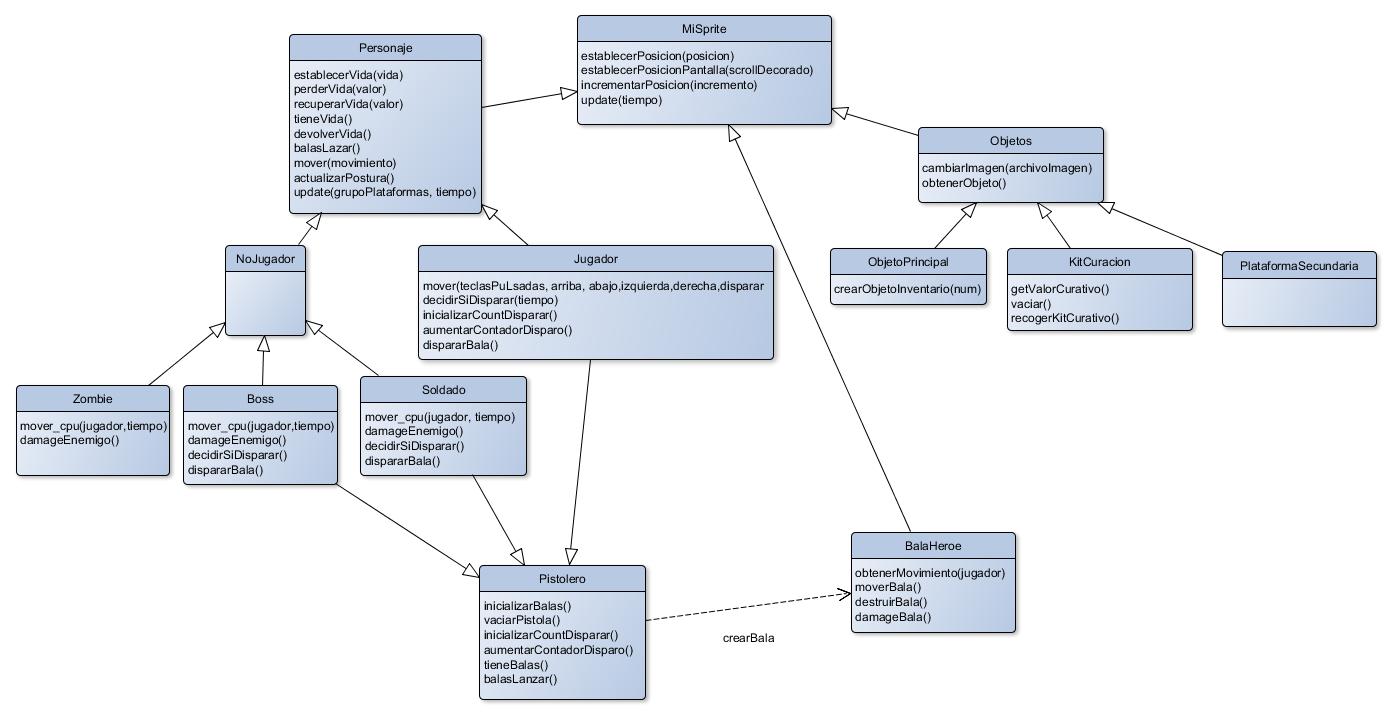 Personaje
establecerVida(vida)
perderVida(valor)
recuperarVida(valor)
tieneVida()
devolverVida()
balasLazar()
mover(movimiento)
actualizarPostura()
update(grupoPlataformas, tiempo)
MiSprite
establecerPosicion(posicion)
establecerPosicionPantalla(scrollDecorado)
incrementarPosicion(incremento)
update(tiempo)
Objetos
cambiarImagen(archivoImagen)
obtenerObjeto()
NoJugador
Jugador
mover(teclasPuLsadas, arriba, abajo,izquierda,derecha,disparar
decidirSiDisparar(tiempo)
inicializarCountDisparar()
aumentarContadorDisparo()
dispararBala()
ObjetoPrincipal
crearObjetoInventario(num)
KitCuracion
getValorCurativo()
vaciar()
recogerKitCurativo()
PlataformaSecundaria
Zombie
mover_cpu(jugador,tiempo)
damageEnemigo()
Boss
mover_cpu(jugador,tiempo)
damageEnemigo()
decidirSiDisparar()
dispararBala()
Soldado
mover_cpu(jugador, tiempo)
damageEnemigo()
decidirSiDisparar()
dispararBala()
Pistolero
inicializarBalas()
vaciarPistola()
inicializarCountDisparar()
aumentarContadorDisparo()
tieneBalas()
balasLanzar()
crearBala
BalaHeroe
obtenerMovimiento(jugador)
moverBala()
destruirBala()
damageBala()